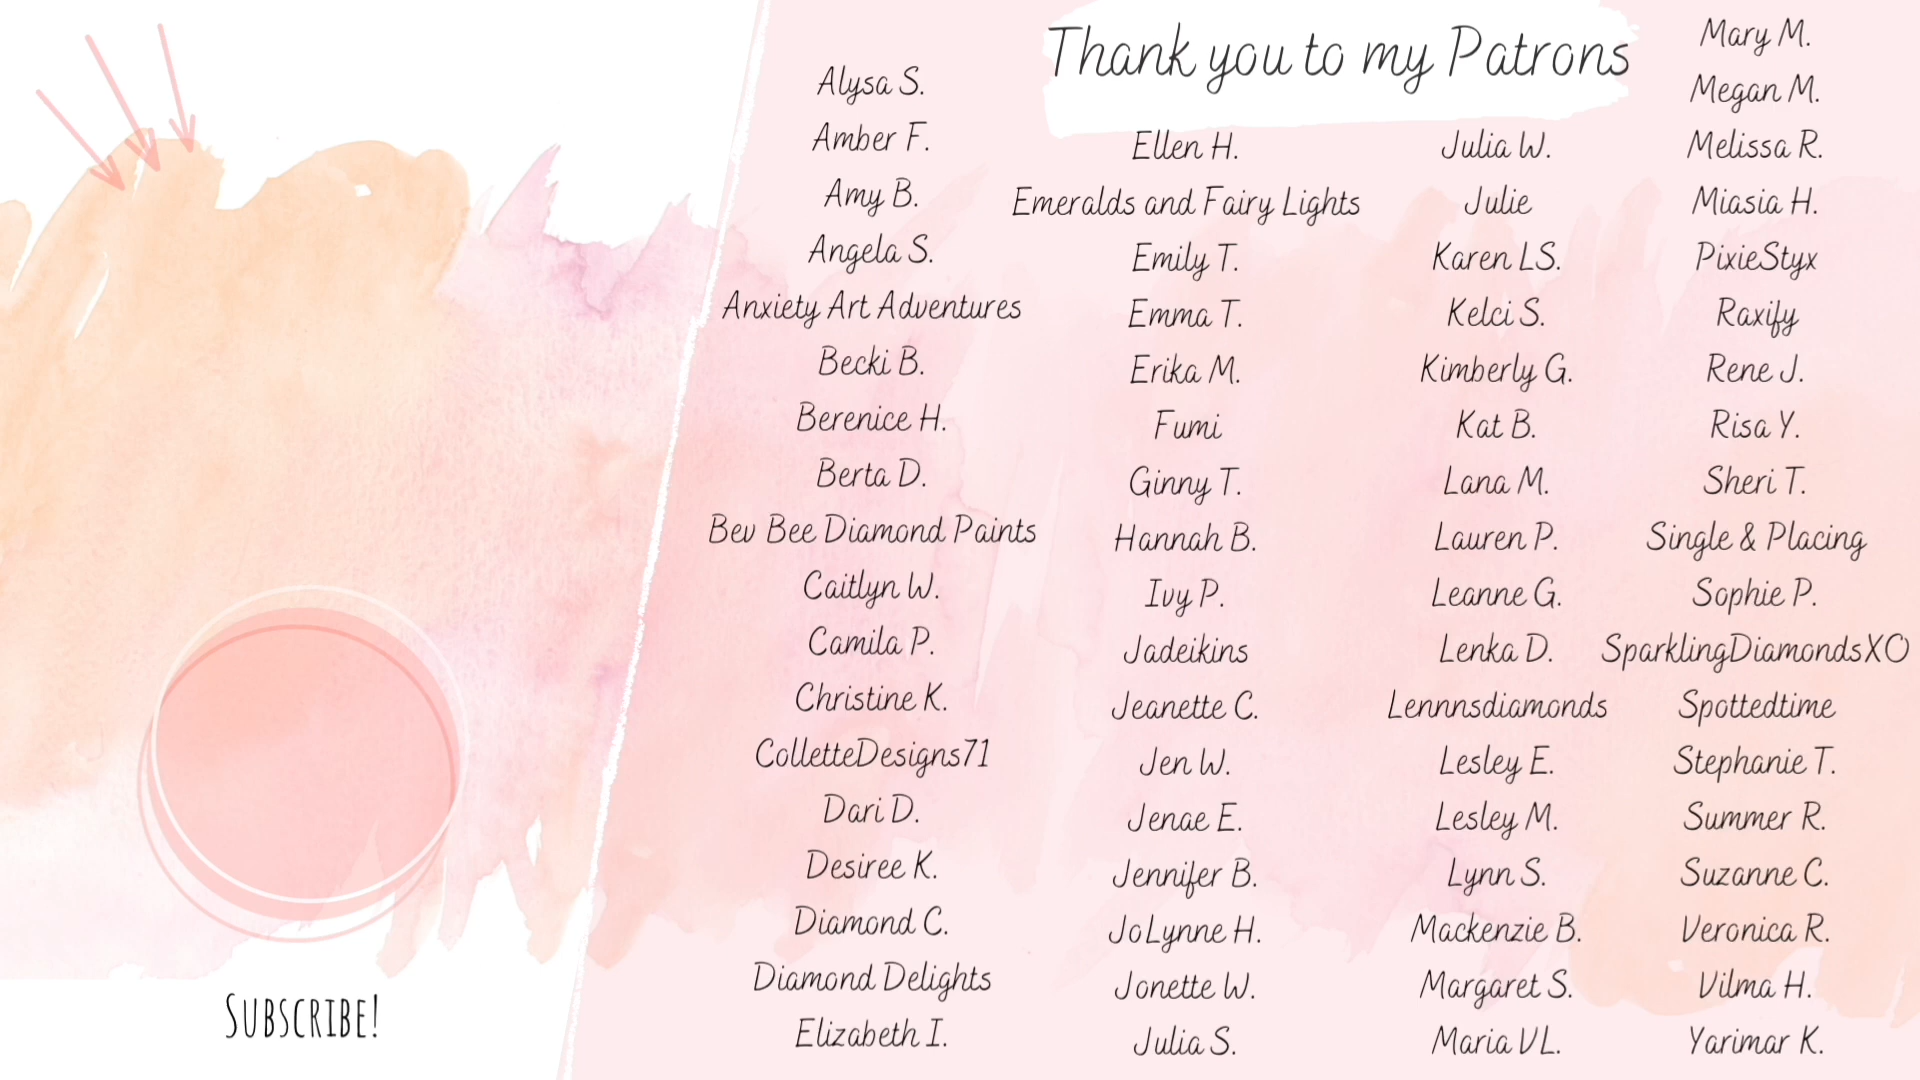 Thank you to my Patrons
Alysa S.
Amber F.
Amy B.
Angela S.
Anxiety Art Adventures
Becki B.
Berenice H.
Berta D.
Bev Bee Diamond Paints
Caitlyn W.
Camila P.
Christine K.
ColletteDesigns71
Dari D.
Desiree K.
Diamond C.
Diamond Delights
Elizabeth I.
Ellen H.
Emeralds and Fairy Lights
Emily T.
Emma T.
Erika M.
Fumi
Ginny T.
Hannah B.
Ivy P.
Jadeikins
Jeanette C.
Jen W.
Jenae E.
Jennifer B.
JoLynne H.
Jonette W.
Julia S.
Julia W.
Julie
Karen LS.
Kelci S.
Kimberly G.
Kat B.
Lana M.
Lauren P.
Leanne G.
Lenka D.
Lennnsdiamonds
Lesley E.
Lesley M.
Lynn S.
Mackenzie B.
Margaret S.
Maria VL.
Mary M.
Megan M.
Melissa R.
Miasia H.
PixieStyx
Raxify
Rene J.
Risa Y.
Sheri T.
Single & Placing
Sophie P.
SparklingDiamondsXO
Spottedtime
Stephanie T.
Summer R.
Suzanne C.
Veronica R.
Vilma H.
Yarimar K.
Subscribe!